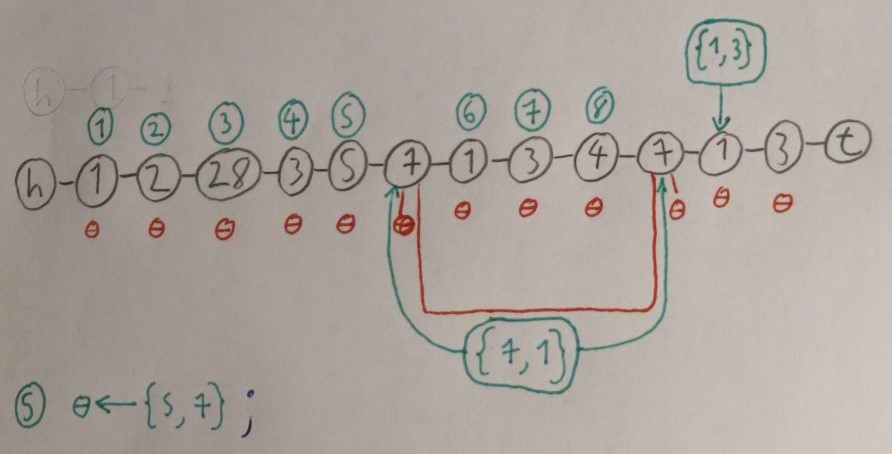 {1,3}
h 1
1 2 3 4 5 6 7 8
h 1 2 28 3 5 7 1 3 4 7 1 3 t
θ θ θ θ θ θ θ θ θ θ θ θ
{7,1}
5 θ ← {5,7} ;